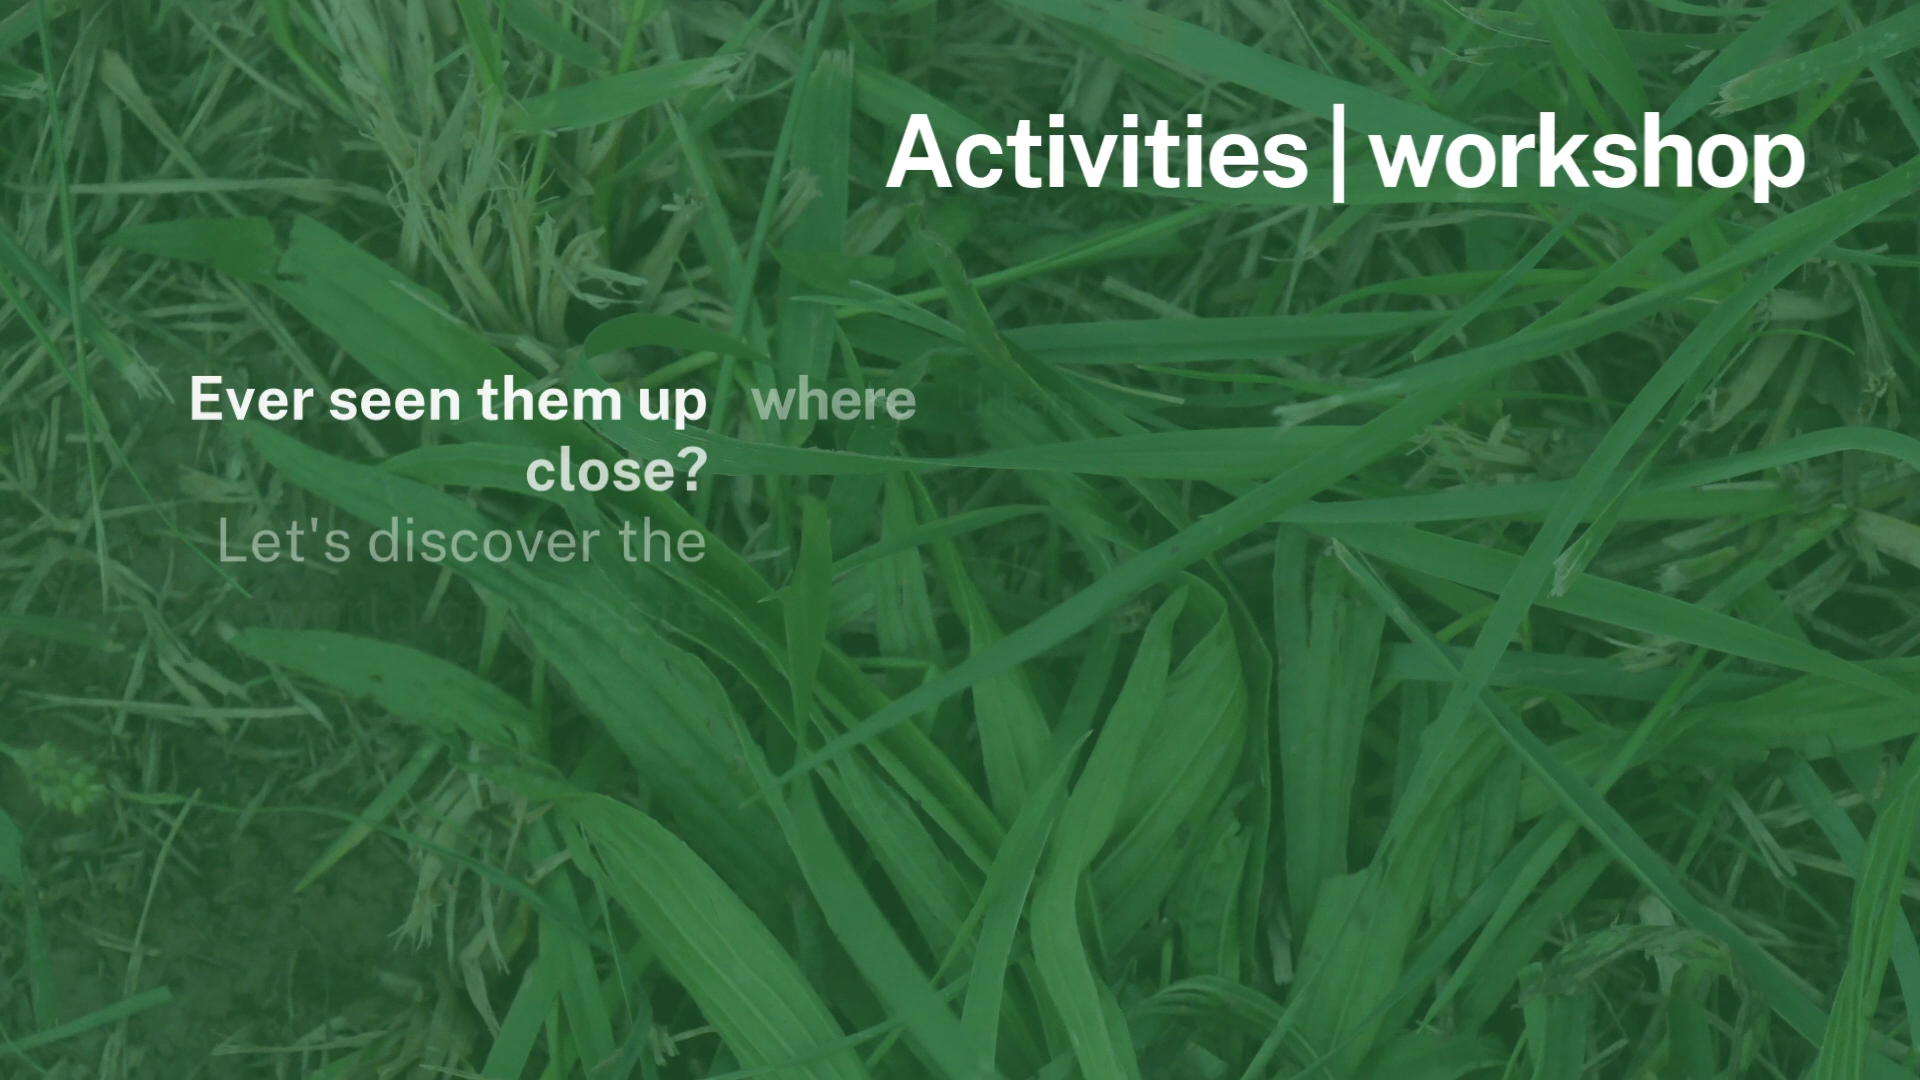 Activities | workshop
Ever seen them up
close?
Let's discover the
where